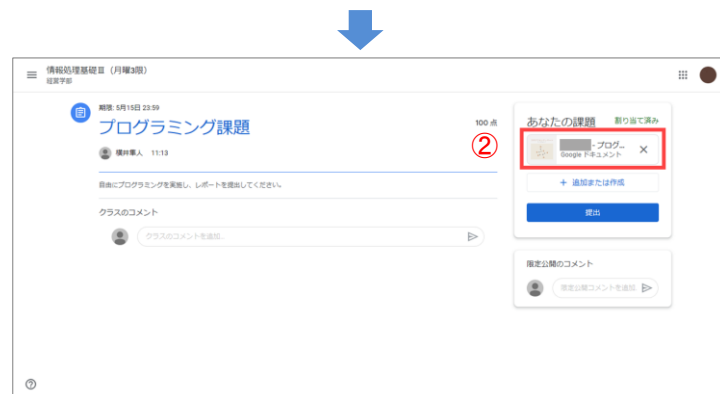 情報処理基礎Ⅲ (月曜3限)
経営学部
期限: 5月15日 23:59
プログラミング課題
100 点
横井隼人 11:13
自由にプログラミングを実施し、レポートを提出してください。
クラスのコメント
クラスのコメントを追加...
②
あなたの課題 割り当て済み
- プログ...
Google ドキュメント
+ 追加または作成
提出
限定公開のコメント
限定公開コメントを追加